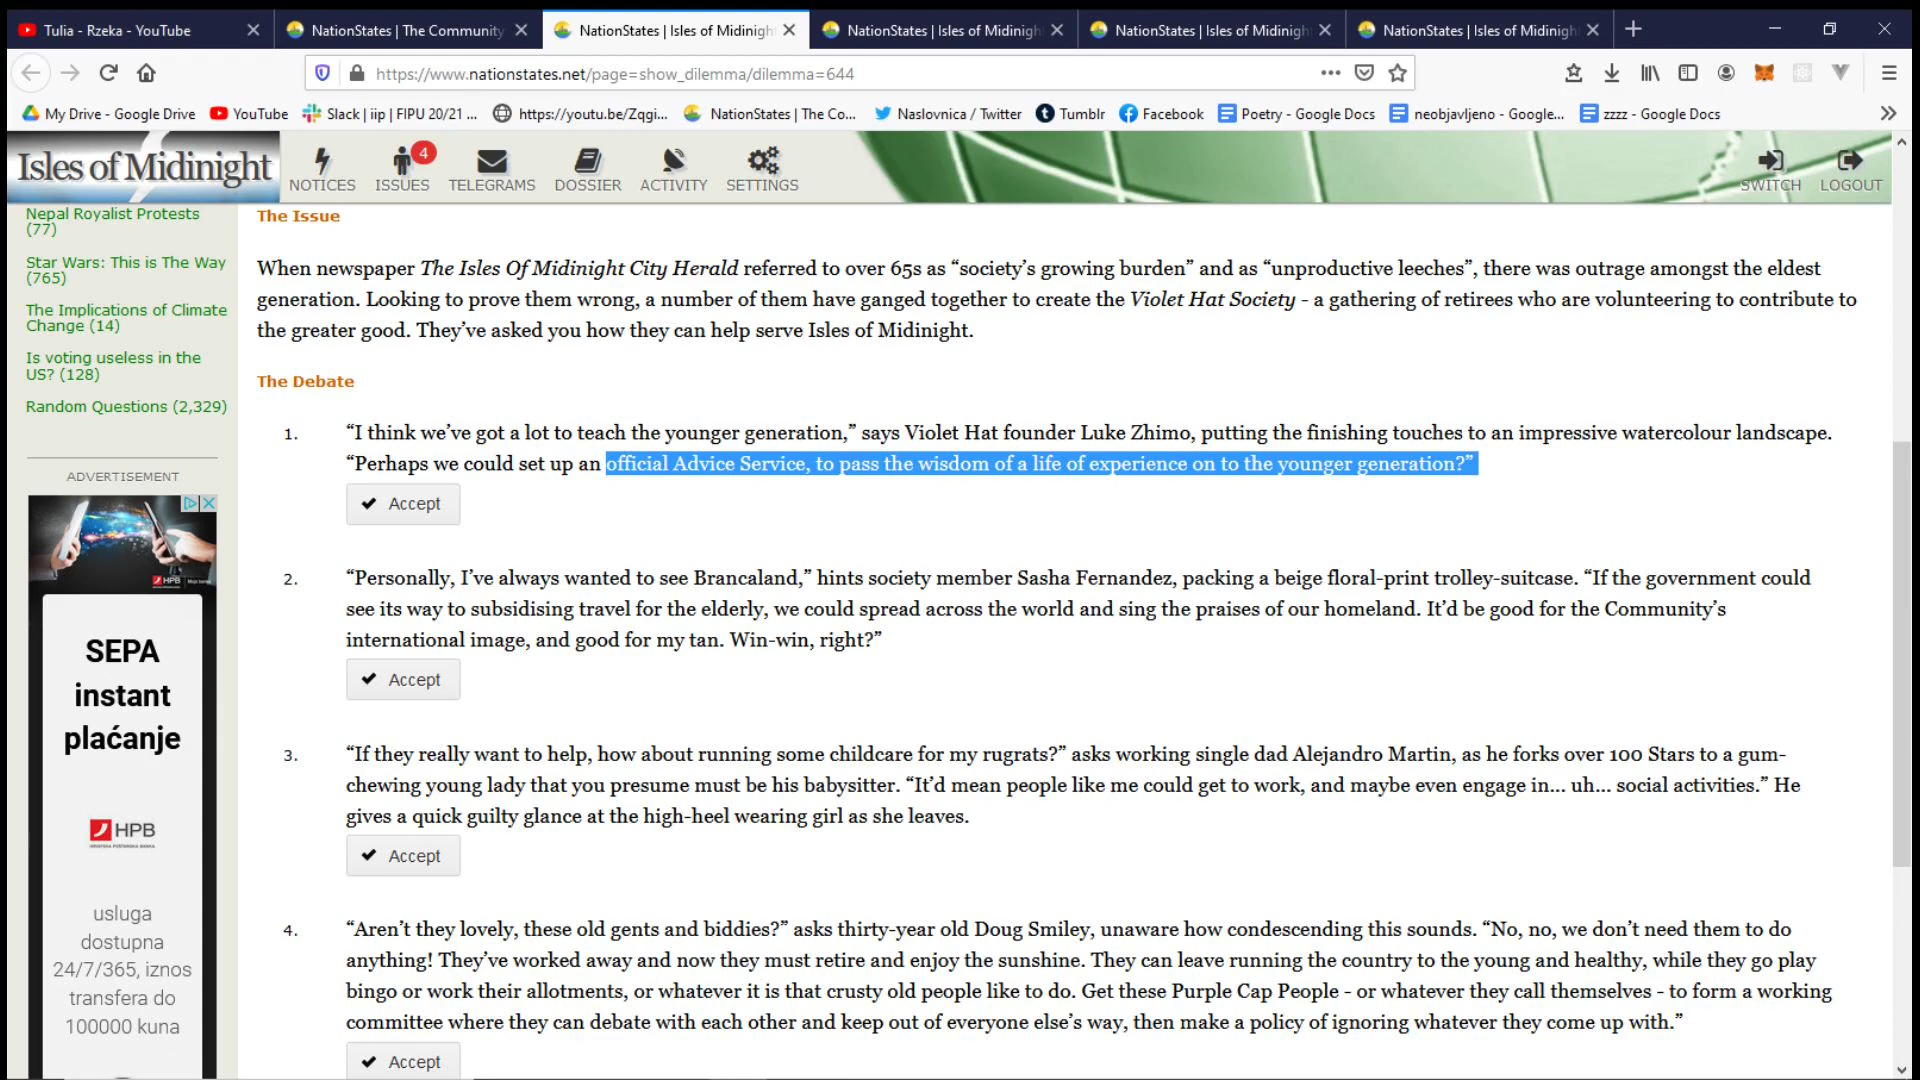 Tulia - Rzeka - YouTube
NationStates | The Community
NationStates | Isles of Midinigh
NationStates | Isles of Midinigh
NationStates | Isles of Midinigh
NationStates | Isles of Midinigh
https://www.nationstates.net/page=show_dilemma/dilemma=644
My Drive - Google Drive
YouTube
Slack | iip | FIPU 20/21 ...
https://youtu.be/Zqgi...
NationStates | The Co...
Naslovnica / Twitter
Tumblr
Facebook
Poetry - Google Docs
neobjavljeno - Google...
zzzz - Google Docs
Isles of Midinight
NOTICES
4
ISSUES
TELEGRAMS
DOSSIER
ACTIVITY
SETTINGS
SWITCH
LOGOUT
Nepal Royalist Protests
(77)
Star Wars: This is The Way
(765)
The Implications of Climate
Change (14)
Is voting useless in the
US? (128)
Random Questions (2,329)
ADVERTISEMENT
HPB
SEPA
instant
plaćanje
HPB
HRVATSKA POŠTANSKA BANKA
usluga
dostupna
24/7/365, iznos
transfera do
100000 kuna
The Issue
When newspaper The Isles Of Midinight City Herald referred to over 65s as “society’s growing burden” and as “unproductive leeches”, there was outrage amongst the eldest
generation. Looking to prove them wrong, a number of them have ganged together to create the Violet Hat Society - a gathering of retirees who are volunteering to contribute to
the greater good. They’ve asked you how they can help serve Isles of Midinight.
The Debate
1. “I think we’ve got a lot to teach the younger generation,” says Violet Hat founder Luke Zhimo, putting the finishing touches to an impressive watercolour landscape.
“Perhaps we could set up an official Advice Service, to pass the wisdom of a life of experience on to the younger generation?”
Accept
2. “Personally, I’ve always wanted to see Brancaland,” hints society member Sasha Fernandez, packing a beige floral-print trolley-suitcase. “If the government could
see its way to subsidising travel for the elderly, we could spread across the world and sing the praises of our homeland. It’d be good for the Community’s
international image, and good for my tan. Win-win, right?”
Accept
3. “If they really want to help, how about running some childcare for my rugrats?” asks working single dad Alejandro Martin, as he forks over 100 Stars to a gum-
chewing young lady that you presume must be his babysitter. “It’d mean people like me could get to work, and maybe even engage in... uh... social activities.” He
gives a quick guilty glance at the high-heel wearing girl as she leaves.
Accept
4. “Aren’t they lovely, these old gents and biddies?” asks thirty-year old Doug Smiley, unaware how condescending this sounds. “No, no, we don’t need them to do
anything! They’ve worked away and now they must retire and enjoy the sunshine. They can leave running the country to the young and healthy, while they go play
bingo or work their allotments, or whatever it is that crusty old people like to do. Get these Purple Cap People - or whatever they call themselves - to form a working
committee where they can debate with each other and keep out of everyone else’s way, then make a policy of ignoring whatever they come up with.”
Accept